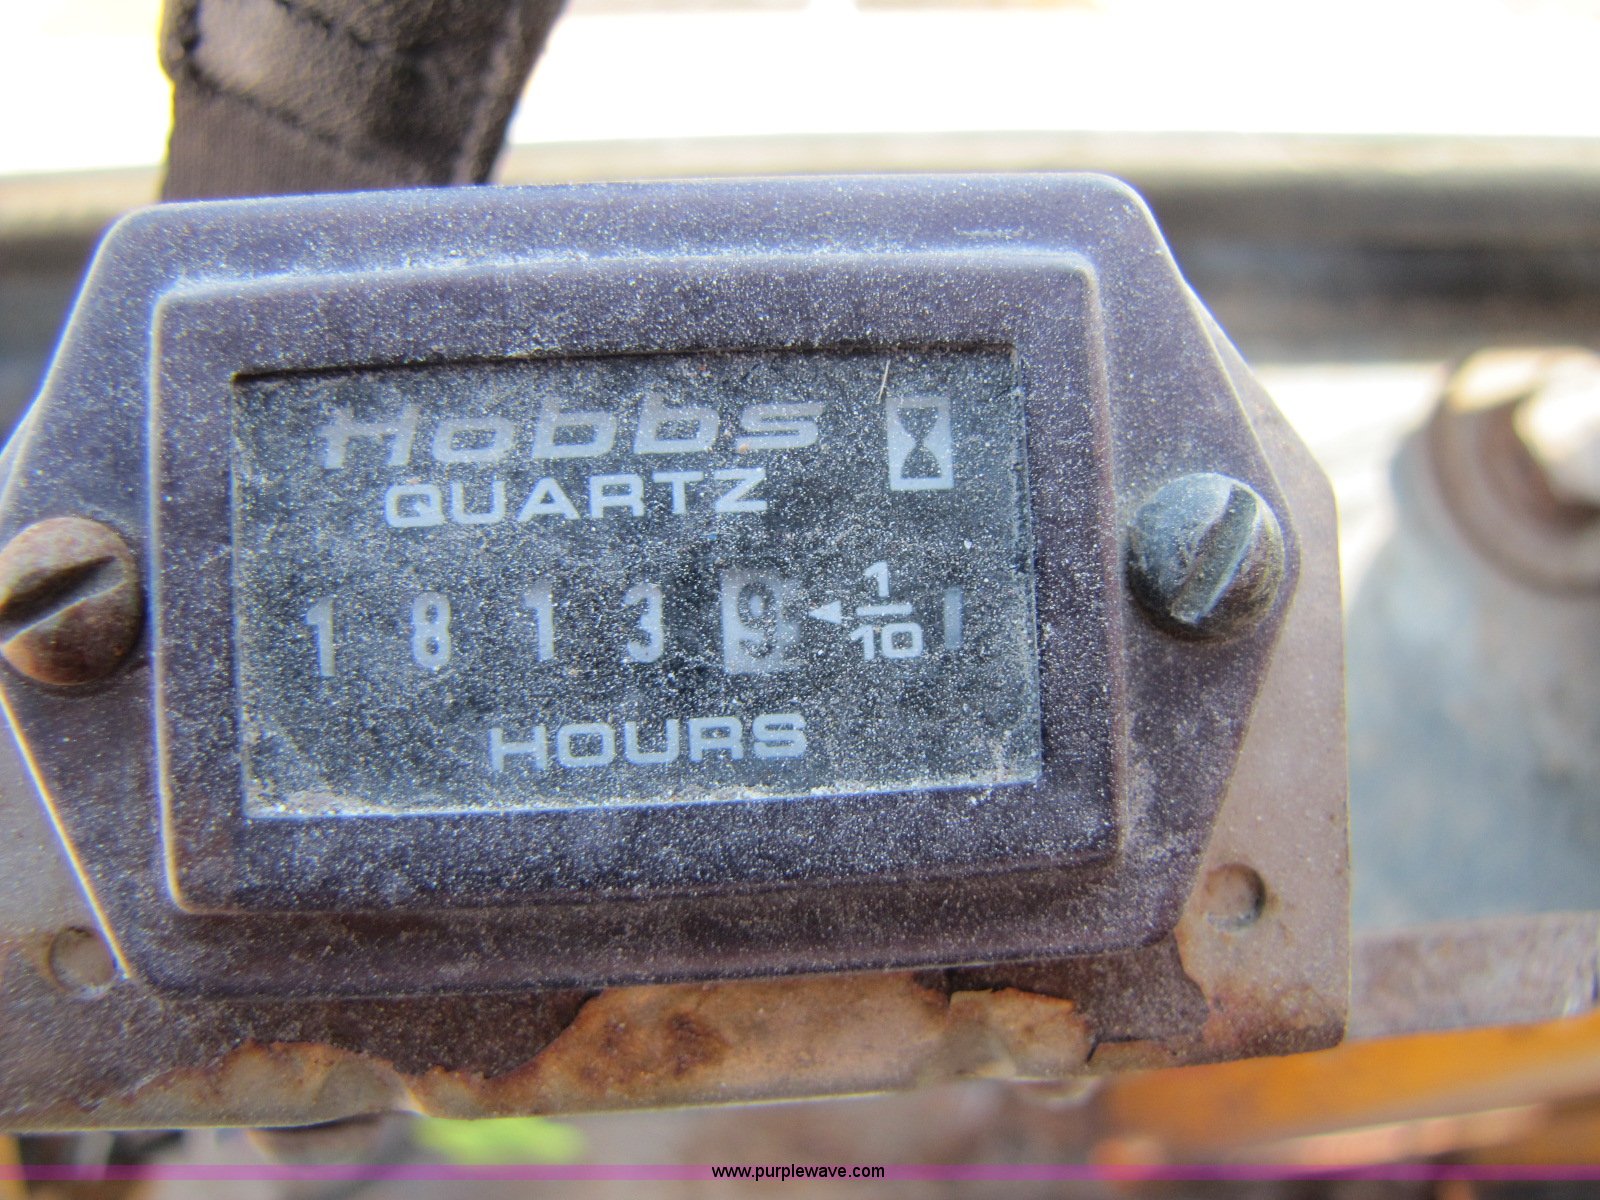 Hobbs
QUARTZ
1 8 1 3 9 ◄ 1/10
HOURS
www.purplewave.com